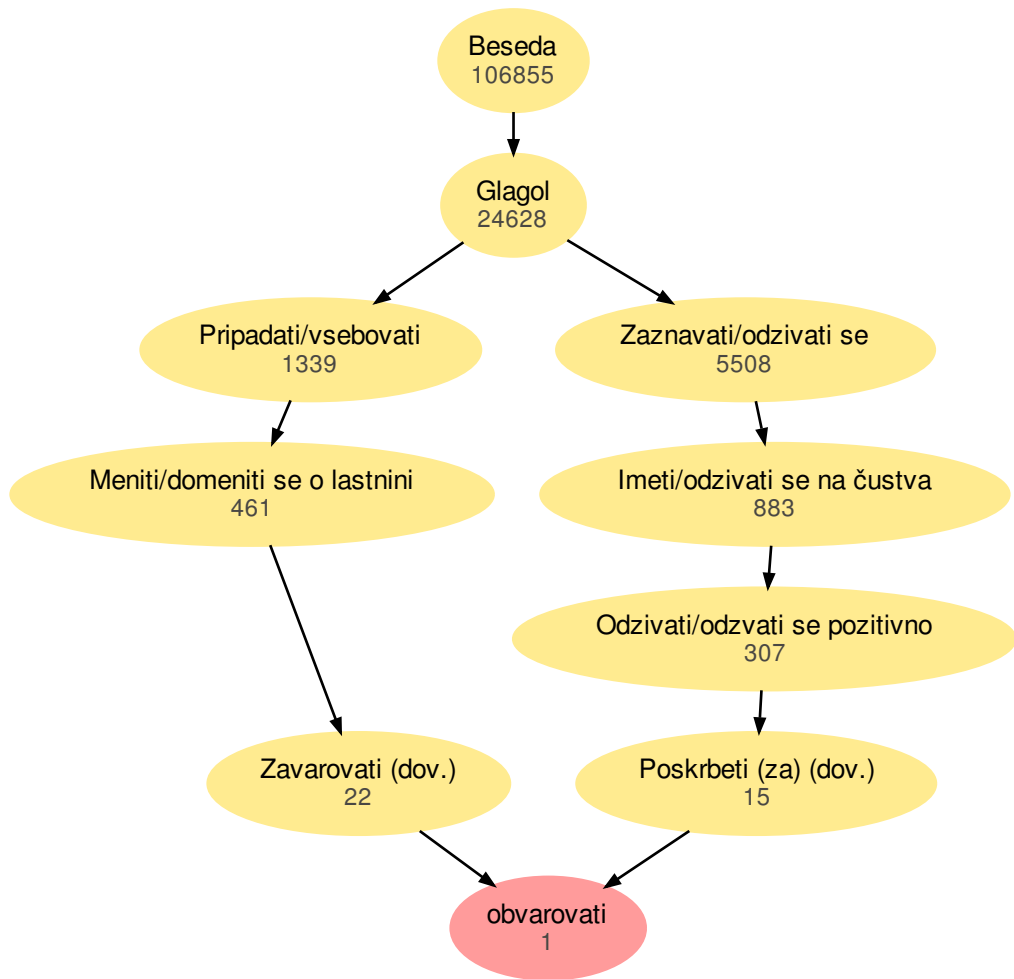 Beseda
106855
Glagol
24628
Pripadati/vsebovati
1339
Zaznavati/odzivati se
5508
Meniti/domeniti se o lastnini
461
Imeti/odzivati se na čustva
883
Odzivati/odzvati se pozitivno
307
Zavarovati (dov.)
22
Poskrbeti (za) (dov.)
15
obvarovati
1